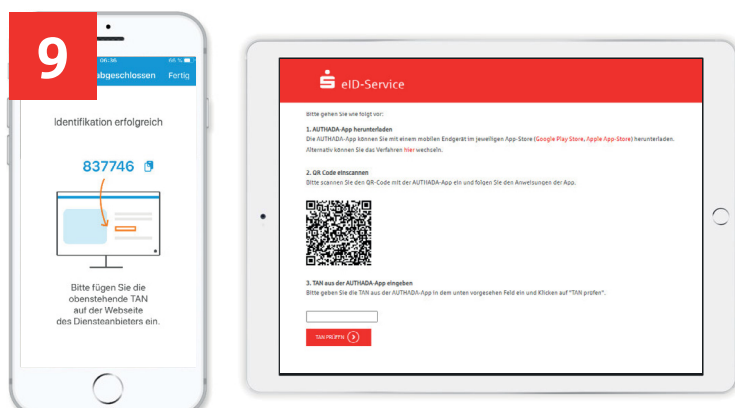 9
06:36 66 %
abgeschlossen Fertig
Identifikation erfolgreich
837746
Bitte fügen Sie die
obenstehende TAN
auf der Webseite
des Diensteanbieters ein.
eID-Service
Bitte gehen Sie wie folgt vor:
1. AUTHADA-App herunterladen
Die AUTHADA-App können Sie mit einem mobilen Endgerät im jeweiligen App-Store (Google Play Store, Apple App-Store) herunterladen.
Alternativ können Sie das Verfahren hier wechseln.
2. QR Code einscannen
Bitte scannen Sie den QR-Code mit der AUTHADA-App ein und folgen Sie den Anweisungen der App.
3. TAN aus der AUTHADA-App eingeben
Bitte geben Sie die TAN aus der AUTHADA-App in dem unten vorgesehen Feld ein und Klicken auf "TAN prüfen".
TAN PRÜFEN